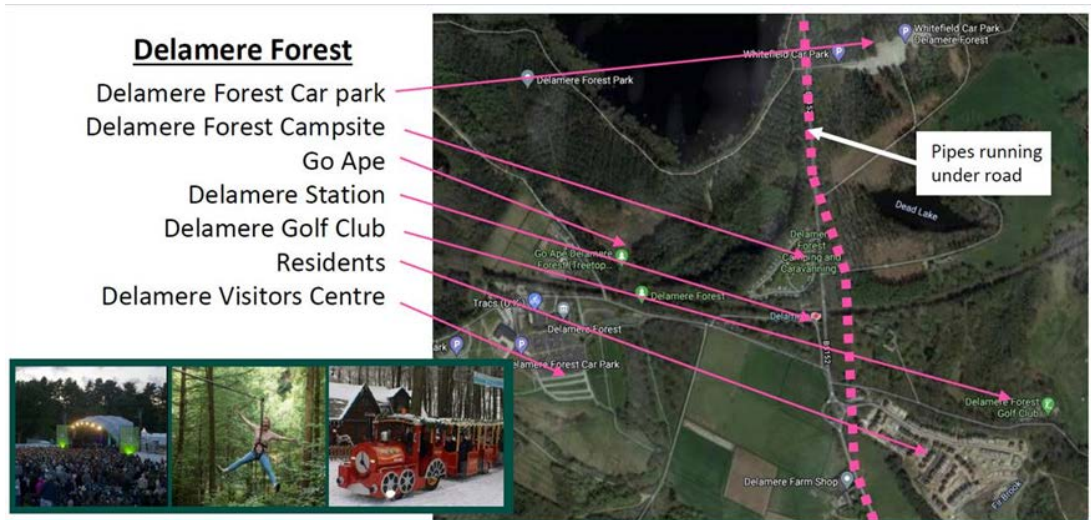 Delamere Forest
Delamere Forest Car park
Delamere Forest Campsite
Go Ape
Delamere Station
Delamere Golf Club
Residents
Delamere Visitors Centre
Whitefield Car Park
Delamere Forest
Whitefield Car Park
Delamere Forest Park
Pipes running
under road
Dead Lake
Delamere
Forest
Camping and
Caravanning
Go Ape Delamere
Forest (Treetop...
Delamere Forest
Tracs (U.K)
Delamere Forest
Delamere Forest Car Park
B5152
Delamere Forest
Golf Club
Delamere Farm Shop
Fir Brook